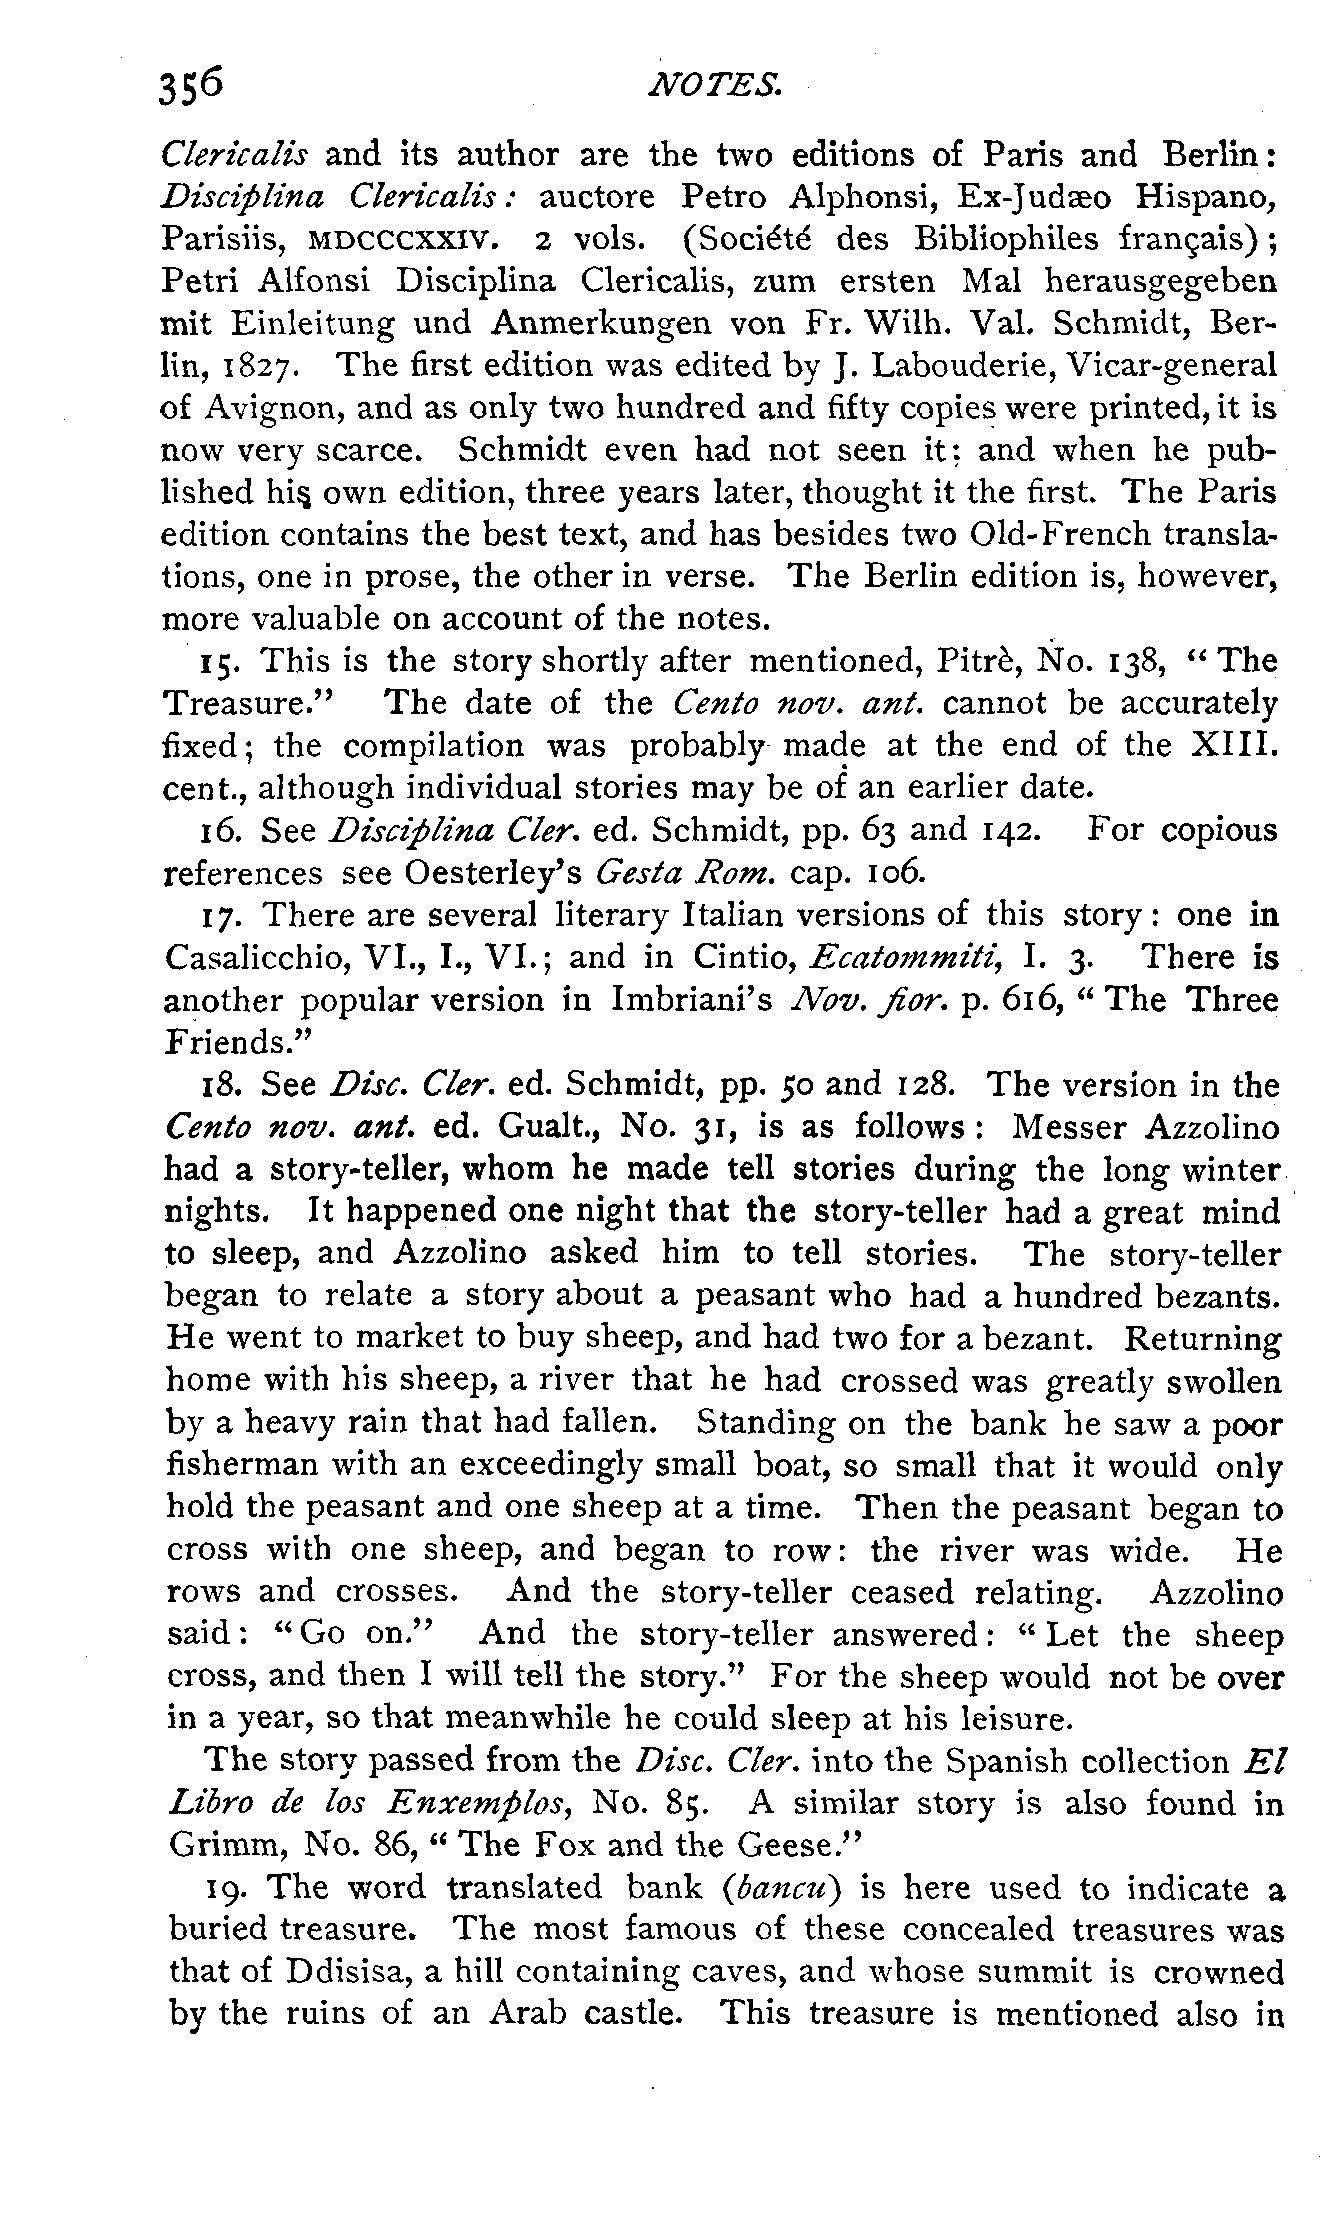 356 NOTES.
Clericalis and its author are the two editions of Paris and Berlin:
Disciplina Clericalis: auctore Petro Alphonsi, Ex-Judæo Hispano,
Parisiis, MDCCCXXIV. 2 vols. (Société des Bibliophiles français);
Petri Alfonsi Disciplina Clericalis, zum ersten Mal herausgegeben
mit Einleitung und Anmerkungen von Fr. Wilh. Val. Schmidt, Ber-
lin, 1827. The first edition was edited by J. Labouderie, Vicar-general
of Avignon, and as only two hundred and fifty copies were printed, it is
now very scarce. Schmidt even had not seen it; and when he pub-
lished his own edition, three years later, thought it the first. The Paris
edition contains the best text, and has besides two Old-French transla-
tions, one in prose, the other in verse. The Berlin edition is, however,
more valuable on account of the notes.
15. This is the story shortly after mentioned, Pitrè, No. 138, "The
Treasure." The date of the Cento nov. ant. cannot be accurately
fixed; the compilation was probably made at the end of the XIII.
cent., although individual stories may be of an earlier date.
16. See Disciplina Cler. ed. Schmidt, pp. 63 and 142. For copious
references see Oesterley's Gesta Rom. cap. 106.
17. There are several literary Italian versions of this story: one in
Casalicchio, VI., I., VI.; and in Cintio, Ecatommiti, I. 3. There is
another popular version in Imbriani's Nov. fior. p. 616, "The Three
Friends."
18. See Disc. Cler. ed. Schmidt, pp. 50 and 128. The version in the
Cento nov. ant. ed. Gualt., No. 31, is as follows: Messer Azzolino
had a story-teller, whom he made tell stories during the long winter
nights. It happened one night that the story-teller had a great mind
to sleep, and Azzolino asked him to tell stories. The story-teller
began to relate a story about a peasant who had a hundred bezants.
He went to market to buy sheep, and had two for a bezant. Returning
home with his sheep, a river that he had crossed was greatly swollen
by a heavy rain that had fallen. Standing on the bank he saw a poor
fisherman with an exceedingly small boat, so small that it would only
hold the peasant and one sheep at a time. Then the peasant began to
cross with one sheep, and began to row: the river was wide. He
rows and crosses. And the story-teller ceased relating. Azzolino
said: "Go on." And the story-teller answered: "Let the sheep
cross, and then I will tell the story." For the sheep would not be over
in a year, so that meanwhile he could sleep at his leisure.
The story passed from the Disc. Cler. into the Spanish collection El
Libro de los Enxemplos, No. 85. A similar story is also found in
Grimm, No. 86, "The Fox and the Geese."
19. The word translated bank (bancu) is here used to indicate a
buried treasure. The most famous of these concealed treasures was
that of Ddisisa, a hill containing caves, and whose summit is crowned
by the ruins of an Arab castle. This treasure is mentioned also in